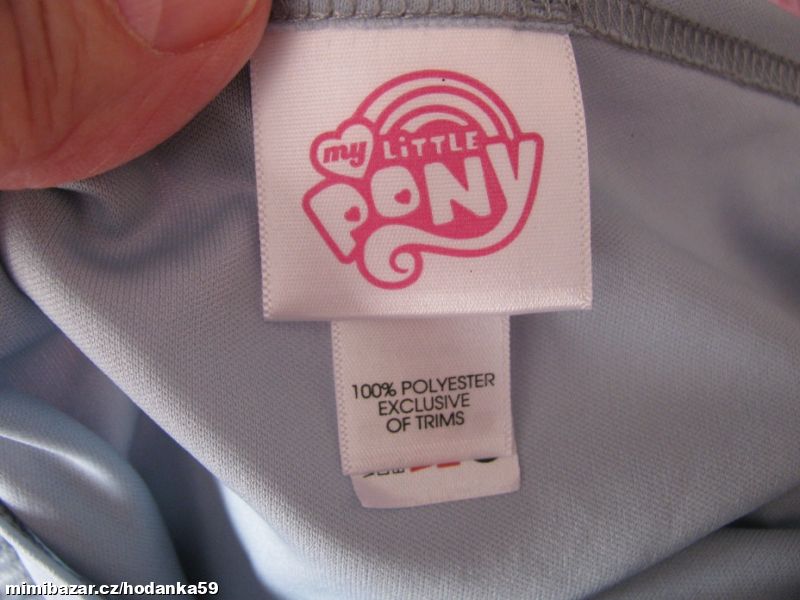 my LiTTLE
PONY
100% POLYESTER
EXCLUSIVE
OF TRIMS
mimibazar.cz/hodanka59